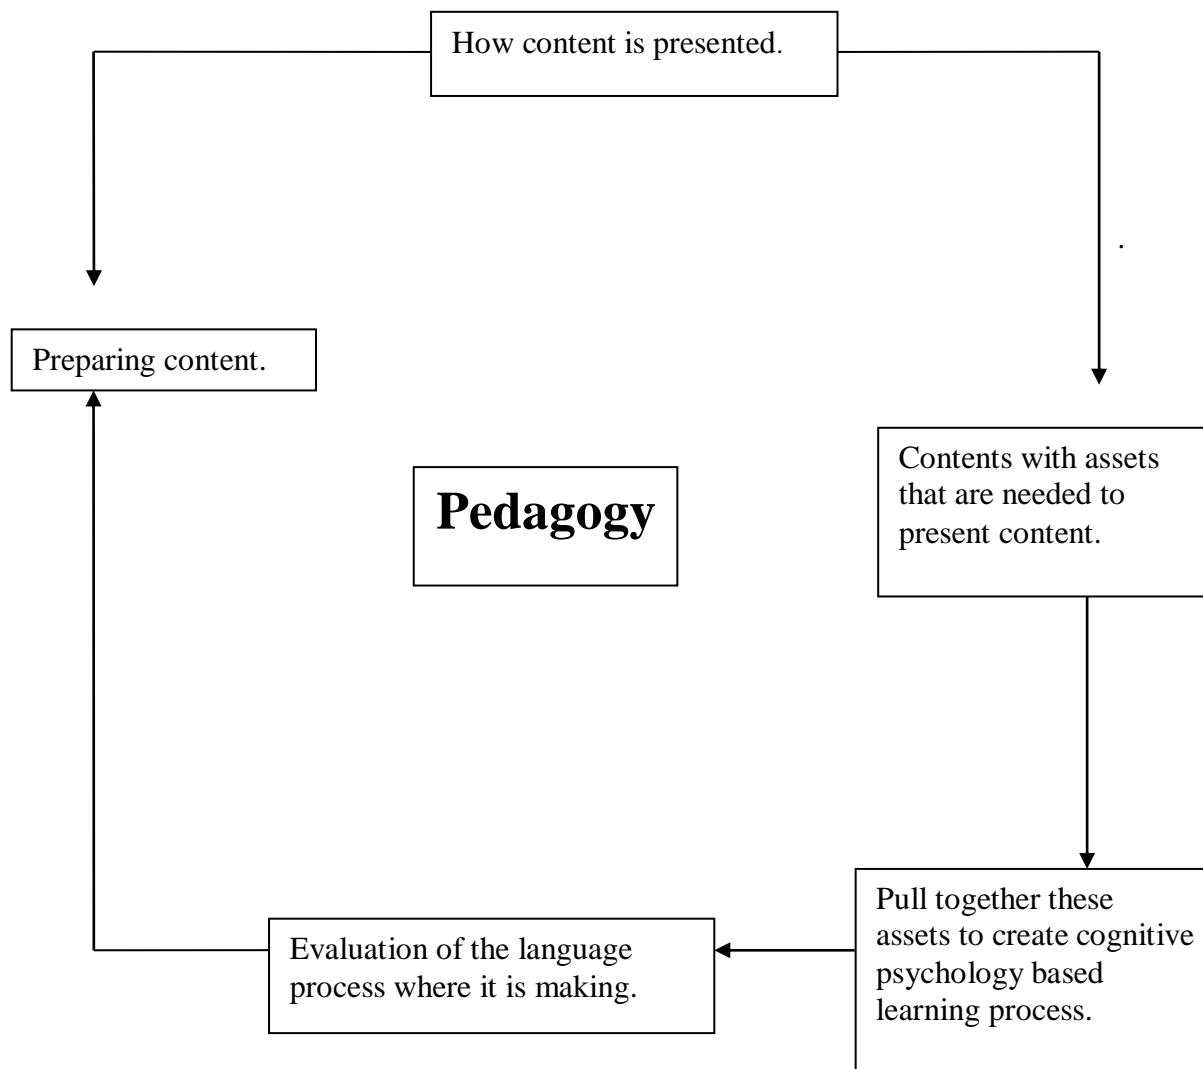 How content is presented.
.
Preparing content.
Contents with assets
that are needed to
present content.
Pedagogy
Pull together these
assets to create cognitive
psychology based
learning process.
Evaluation of the language
process where it is making.